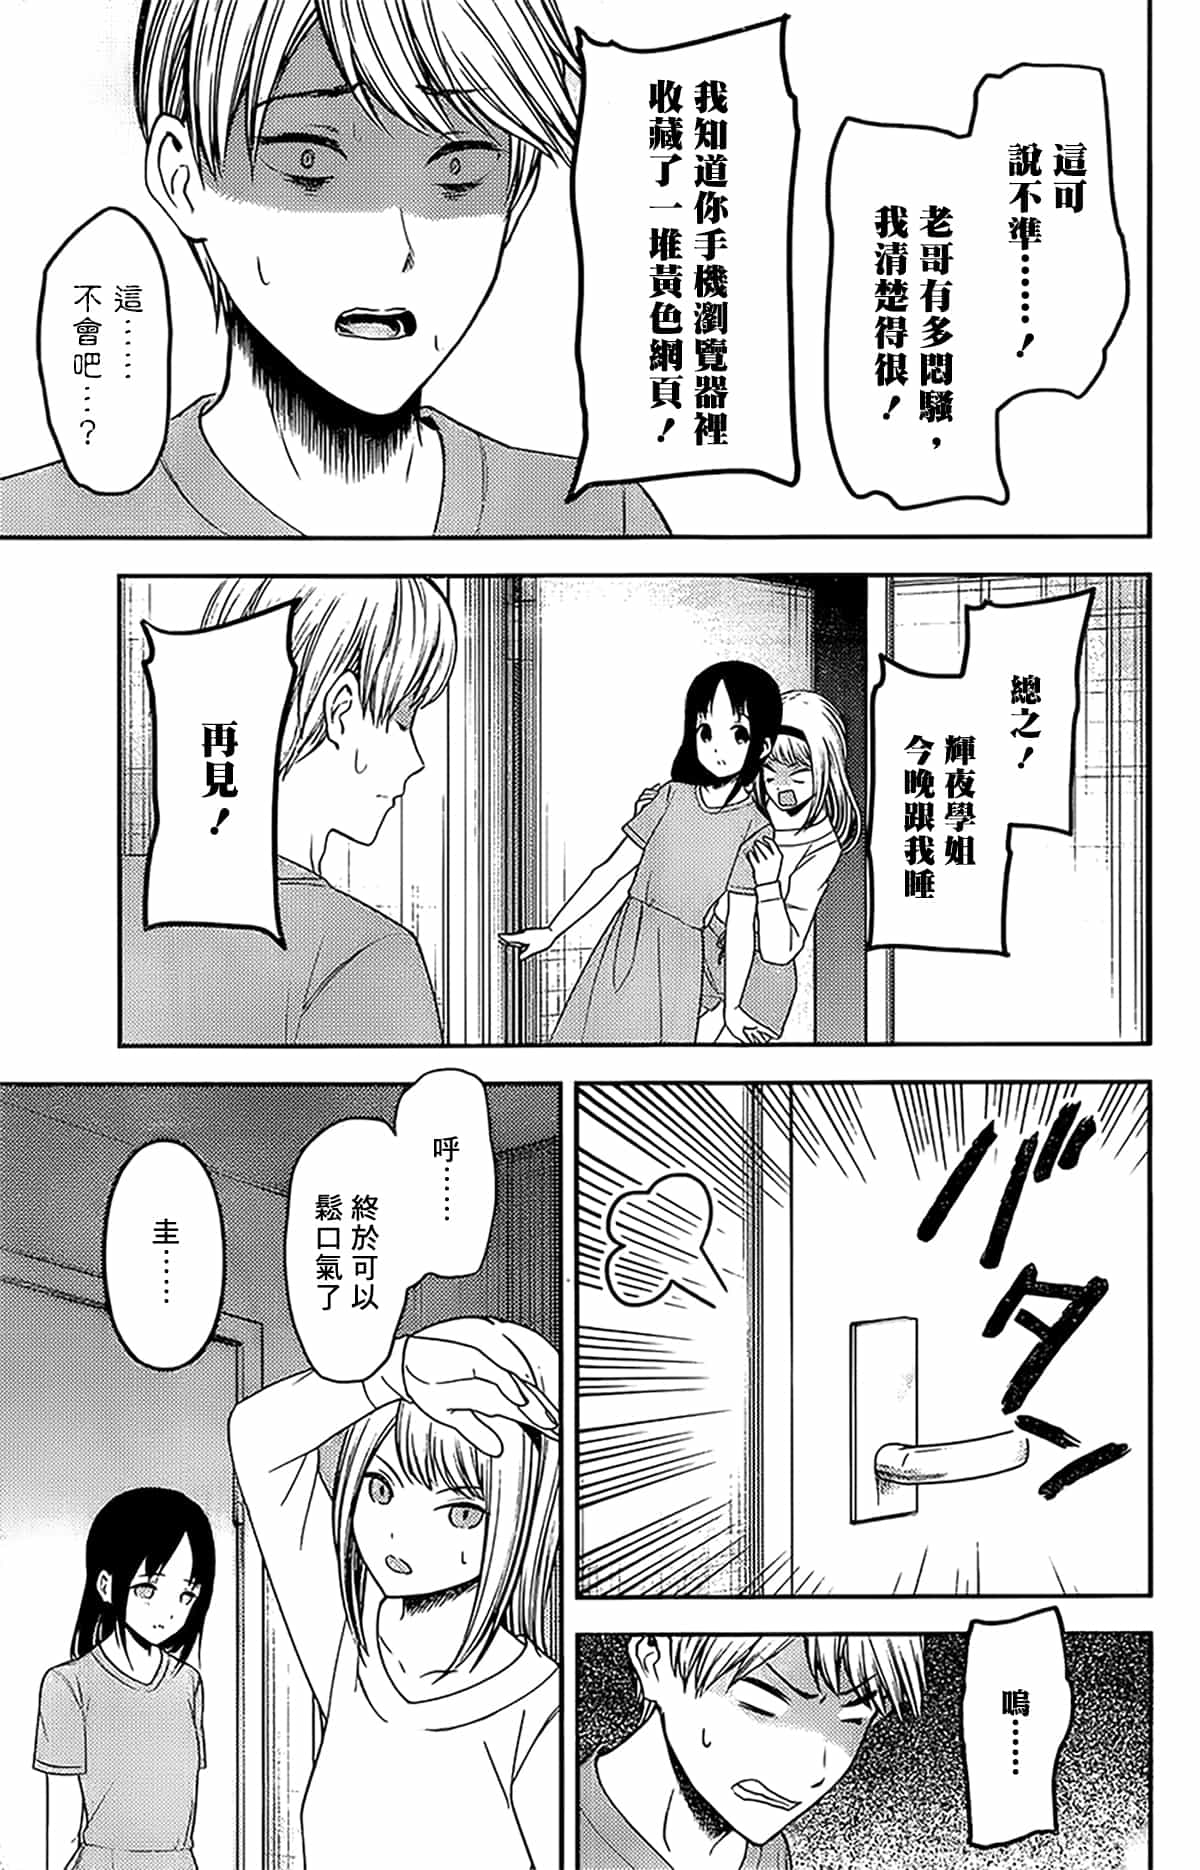 這可
說不準……！
老哥有多悶騷，
我清楚得很！
我知道你手機瀏覽器裡
收藏了一堆黃色網頁！
這……
不會吧…？
總之！
輝夜學姐
今晚跟我睡
再見！
バタン
嗚……
呼……
終於可以
鬆口氣了
圭……